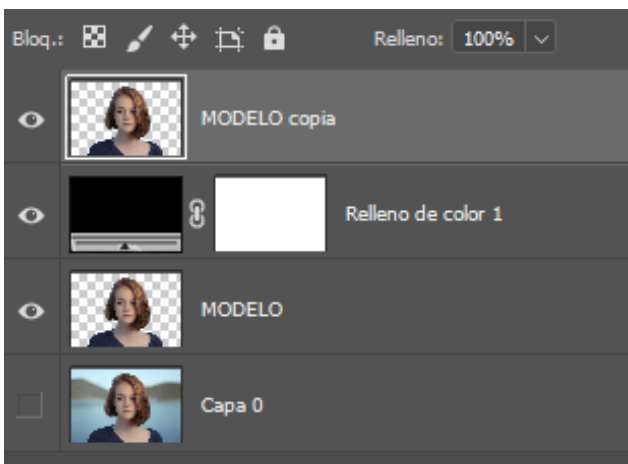 Bloq.: Relleno: 100%
MODELO copia
Relleno de color 1
MODELO
Capa 0